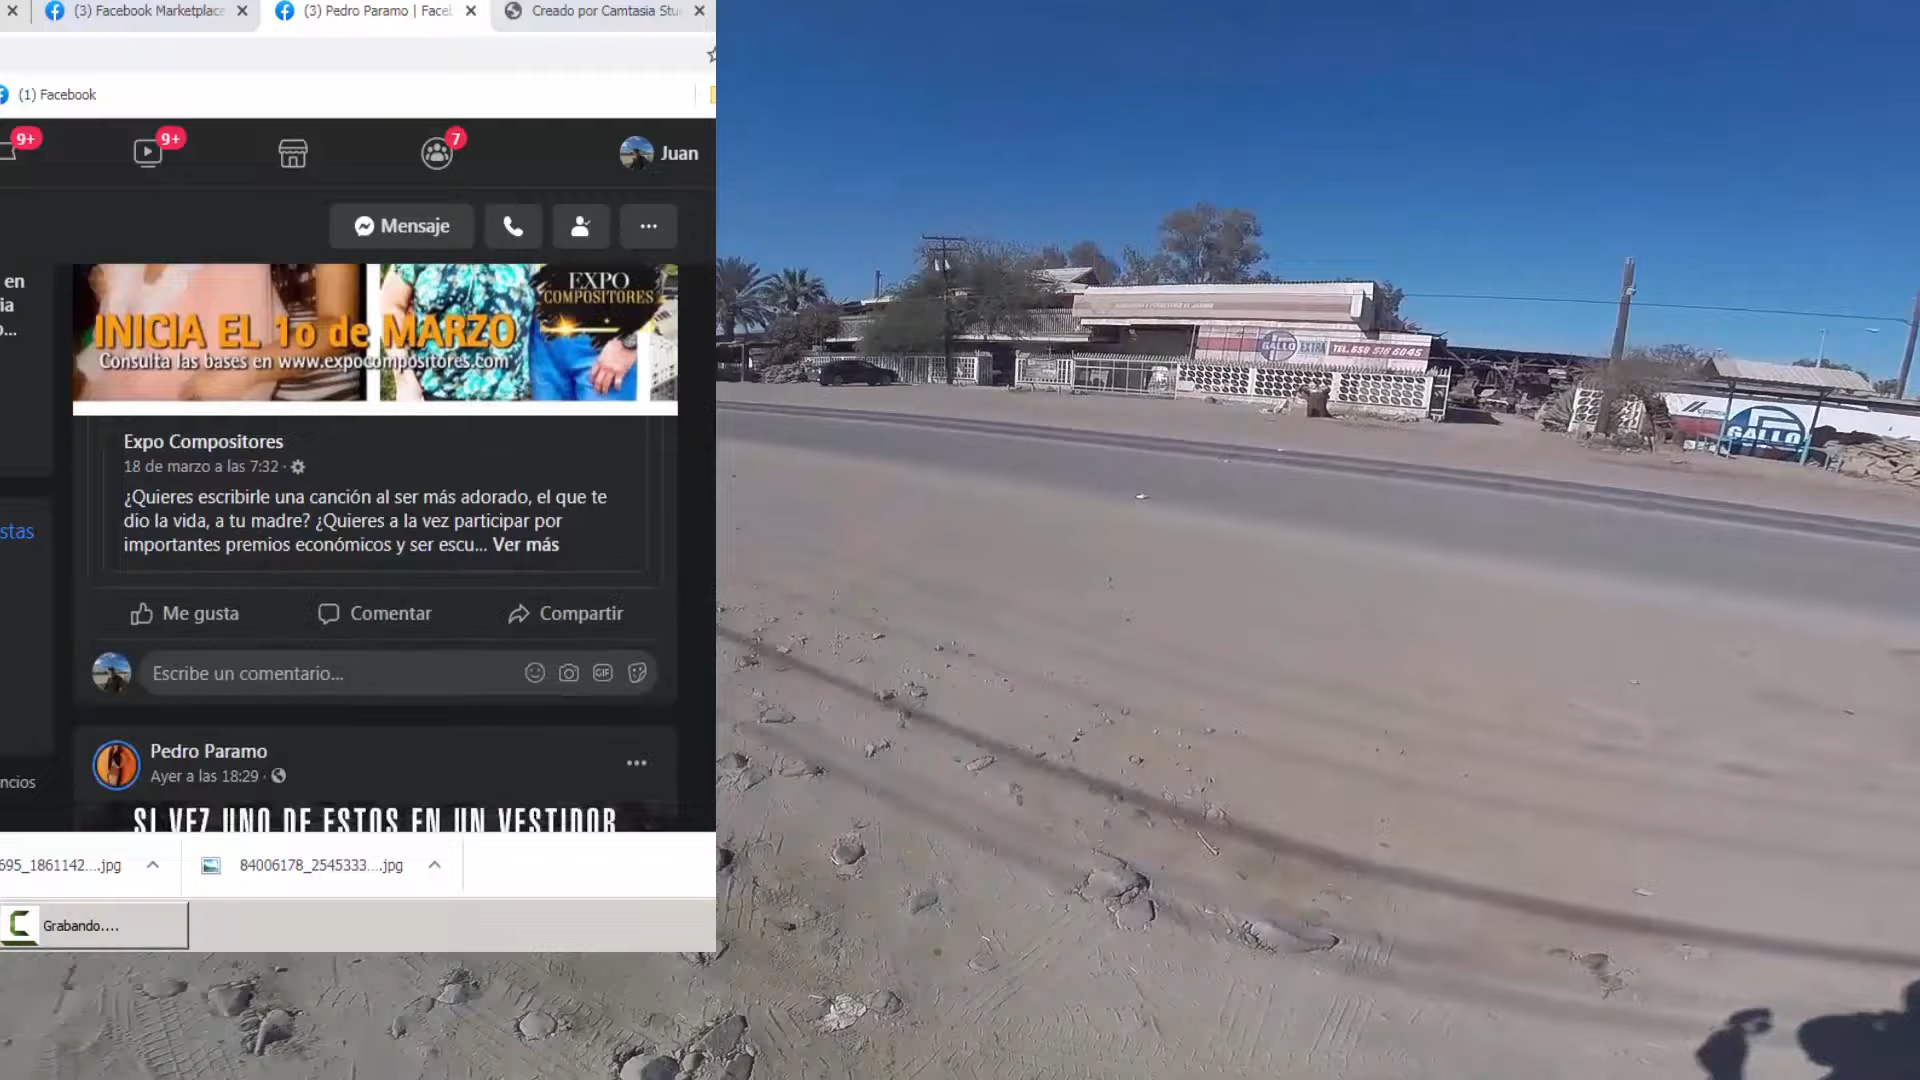 (3) Facebook Marketplace
(3) Pedro Paramo | Faceb
Creado por Camtasia Stu
(1) Facebook
9+
9+
7
Juan
Mensaje
en
ia
o...
EXPO
COMPOSITORES
INICIA EL 1o de MARZO
Consulta las bases en www.expocompositores.com
Expo Compositores
18 de marzo a las 7:32 ·
¿Quieres escribirle una canción al ser más adorado, el que te
dio la vida, a tu madre? ¿Quieres a la vez participar por
importantes premios económicos y ser escu... Ver más
stas
Me gusta
Comentar
Compartir
Escribe un comentario...
GIF
Pedro Paramo
Ayer a las 18:29 ·
ncios
SI VEZ UNO DE ESTOS EN UN VESTIDOR
695_1861142....jpg
84006178_2545333....jpg
Grabando....
GALLO EXTRA
TEL. 658 516 6045
GALLO